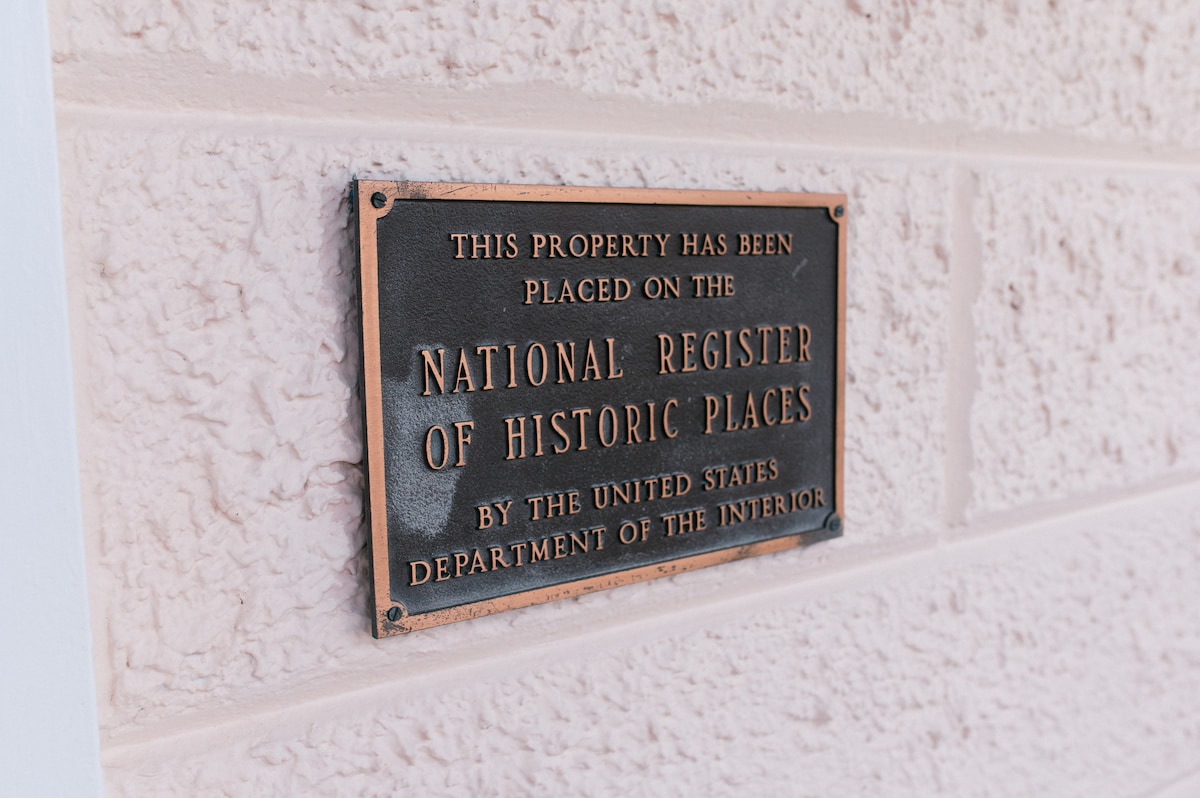 THIS PROPERTY HAS BEEN
PLACED ON THE
NATIONAL REGISTER
OF HISTORIC PLACES
BY THE UNITED STATES
DEPARTMENT OF THE INTERIOR